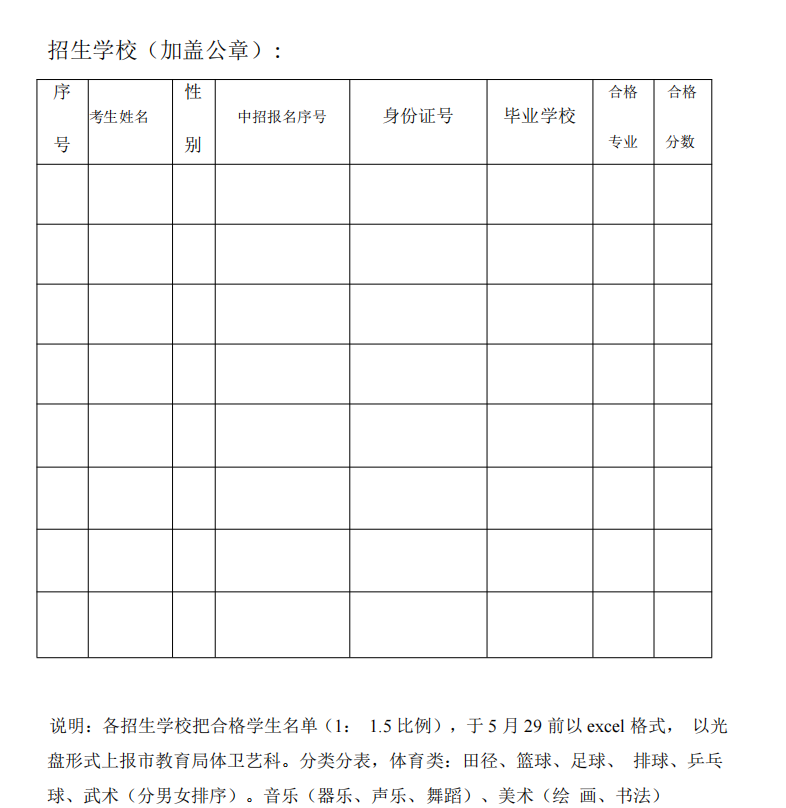 招生学校（加盖公章）:
序号 考生姓名 性别 中招报名序号 身份证号 毕业学校 合格专业 合格分数
说明：各招生学校把合格学生名单（1： 1.5 比例），于 5 月 29 前以 excel 格式， 以光
盘形式上报市教育局体卫艺科。分类分表，体育类：田径、篮球、足球、 排球、乒乓
球、武术（分男女排序）。音乐（器乐、声乐、舞蹈）、美术（绘 画、书法）